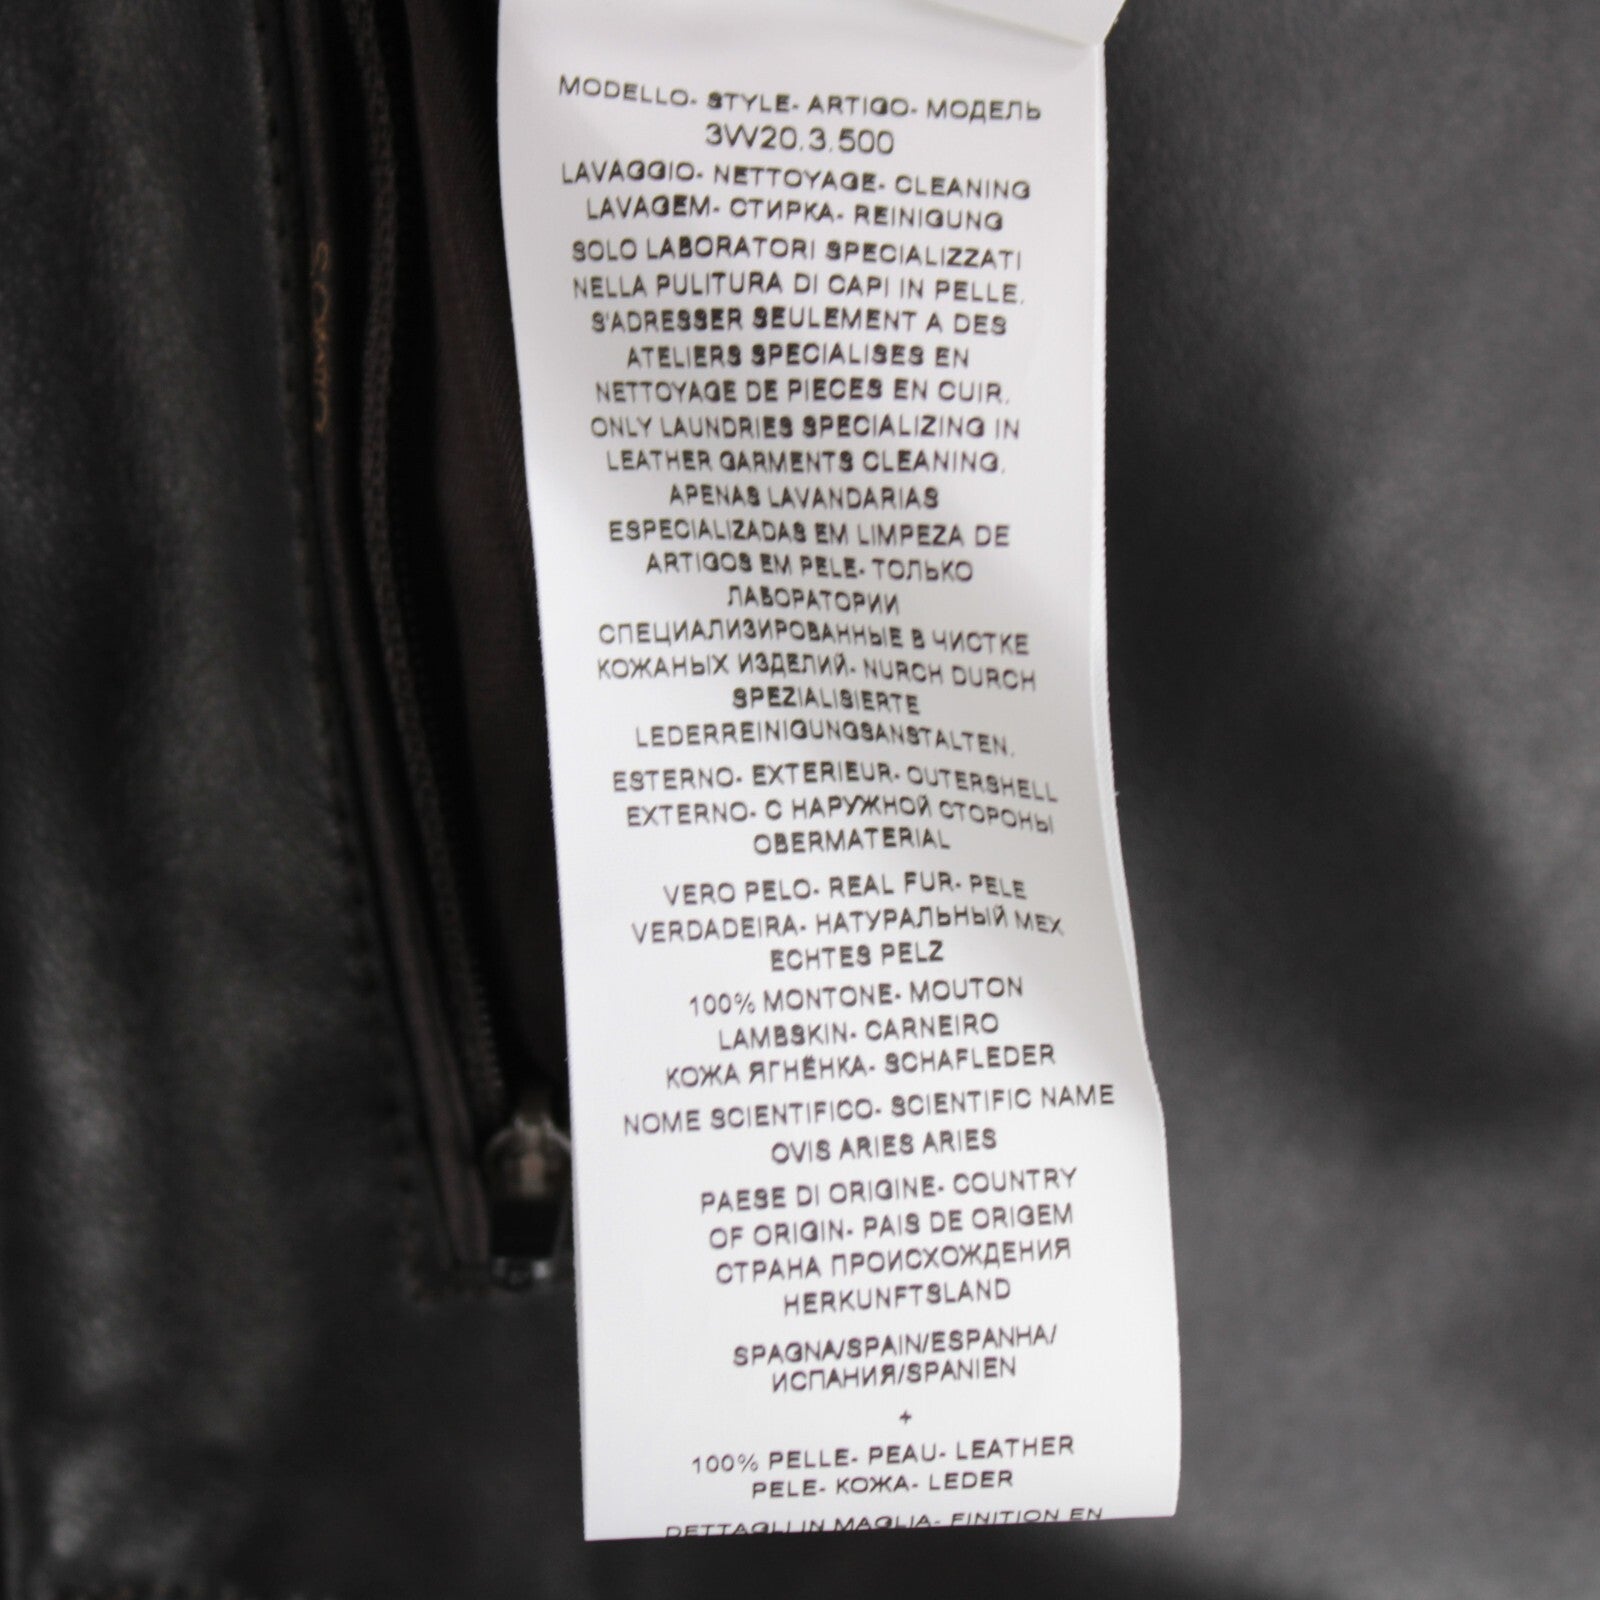 MODELLO- STYLE- ARTIGO- МОДЕЛЬ
3W20.3.500
LAVAGGIO- NETTOYAGE- CLEANING
LAVAGEM- СТИРКА- REINIGUNG
SOLO LABORATORI SPECIALIZZATI
NELLA PULITURA DI CAPI IN PELLE.
S'ADRESSER SEULEMENT A DES
ATELIERS SPECIALISES EN
NETTOYAGE DE PIECES EN CUIR.
ONLY LAUNDRIES SPECIALIZING IN
LEATHER GARMENTS CLEANING.
APENAS LAVANDARIAS
ESPECIALIZADAS EM LIMPEZA DE
ARTIGOS EM PELE- ТОЛЬКО
ЛАБОРАТОРИИ
СПЕЦИАЛИЗИРОВАННЫЕ В ЧИСТКЕ
КОЖАНЫХ ИЗДЕЛИЙ- NURCH DURCH
SPEZIALISIERTE
LEDERREINIGUNGSANSTALTEN.
ESTERNO- EXTERIEUR- OUTERSHELL
EXTERNO- С НАРУЖНОЙ СТОРОНЫ
OBERMATERIAL
VERO PELO- REAL FUR- PELE
VERDADEIRA- НАТУРАЛЬНЫЙ МЕХ
ECHTES PELZ
100% MONTONE- MOUTON
LAMBSKIN- CARNEIRO
КОЖА ЯГНЁНКА- SCHAFLEDER
NOME SCIENTIFICO- SCIENTIFIC NAME
OVIS ARIES ARIES
PAESE DI ORIGINE- COUNTRY
OF ORIGIN- PAIS DE ORIGEM
СТРАНА ПРОИСХОЖДЕНИЯ
HERKUNFTSLAND
SPAGNA/SPAIN/ESPANHA/
ИСПАНИЯ/SPANIEN
+
100% PELLE- PEAU- LEATHER
PELE- КОЖА- LEDER
DETTAGLI IN MAGLIA- FINITION EN